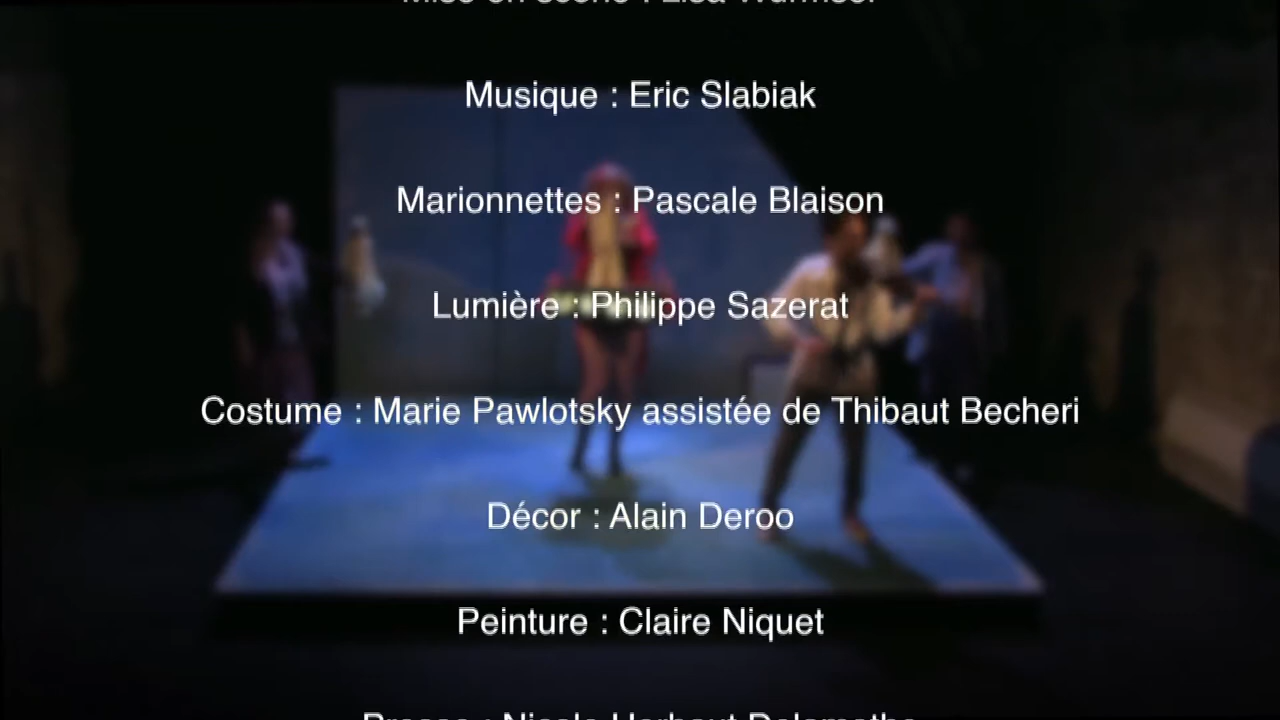 Musique : Eric Slabiak
Marionnettes : Pascale Blaison
Lumière : Philippe Sazerat
Costume : Marie Pawlotsky assistée de Thibaut Becheri
Décor : Alain Deroo
Peinture : Claire Niquet